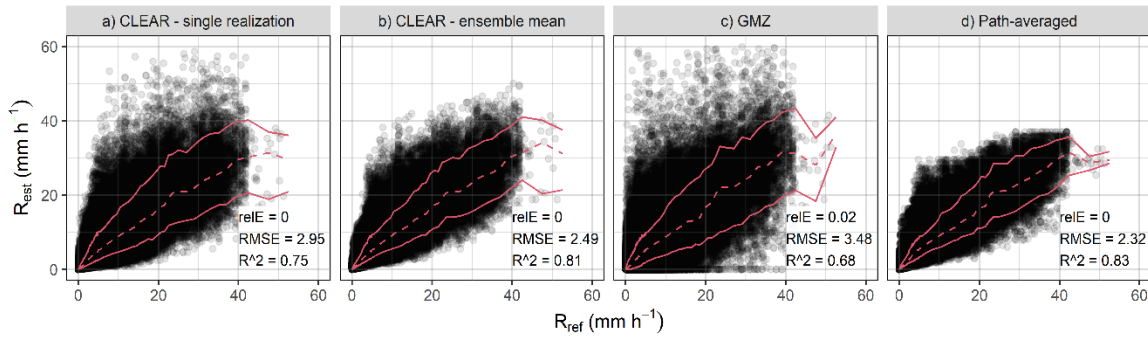 a) CLEAR - single realization
b) CLEAR - ensemble mean
c) GMZ
d) Path-averaged
60
40
20
0
R_est (mm h⁻¹)
relE = 0
RMSE = 2.95
R^2 = 0.75
relE = 0
RMSE = 2.49
R^2 = 0.81
relE = 0.02
RMSE = 3.48
R^2 = 0.68
relE = 0
RMSE = 2.32
R^2 = 0.83
0 20 40 60
0 20 40 60
0 20 40 60
0 20 40 60
R_ref (mm h⁻¹)